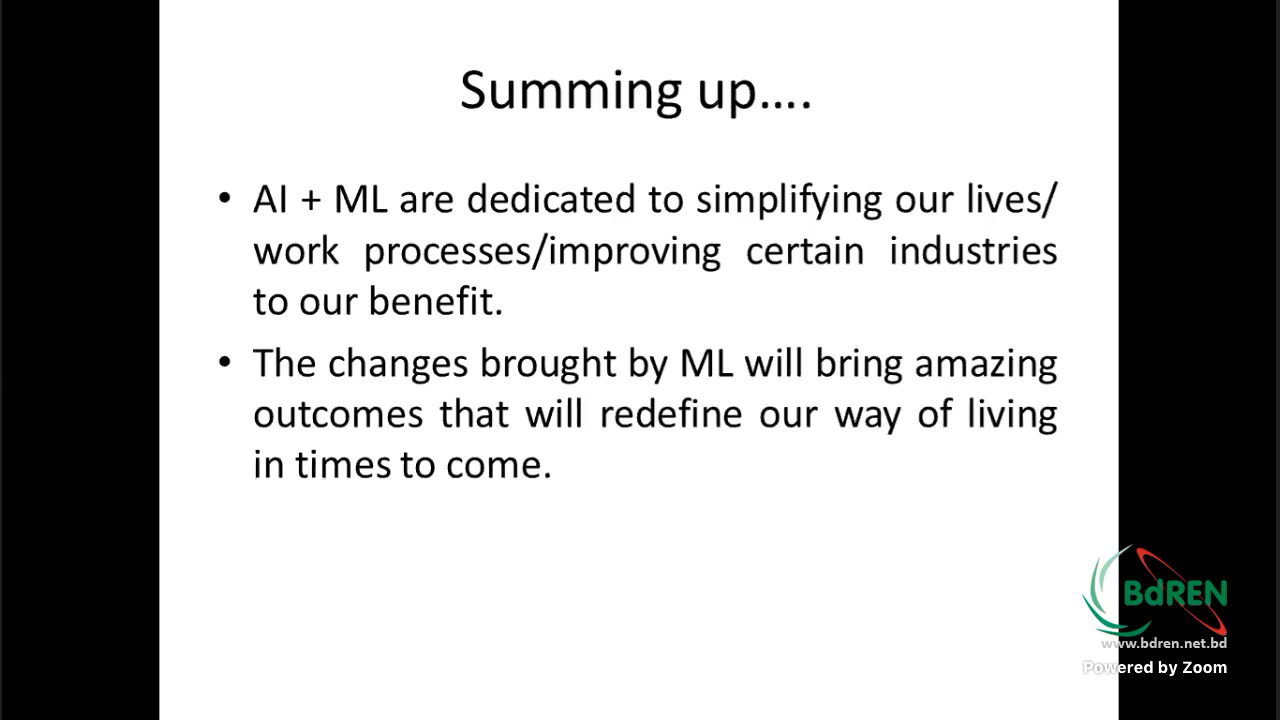 Summing up....
• AI + ML are dedicated to simplifying our lives/
work processes/improving certain industries
to our benefit.
• The changes brought by ML will bring amazing
outcomes that will redefine our way of living
in times to come.
BdREN
www.bdren.net.bd
Powered by Zoom